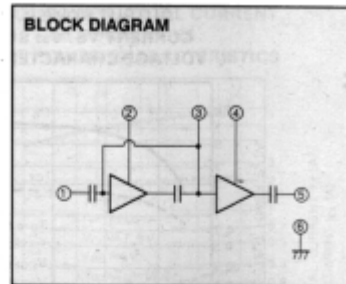 BLOCK DIAGRAM
② ③ ④
① ⑤
⑥